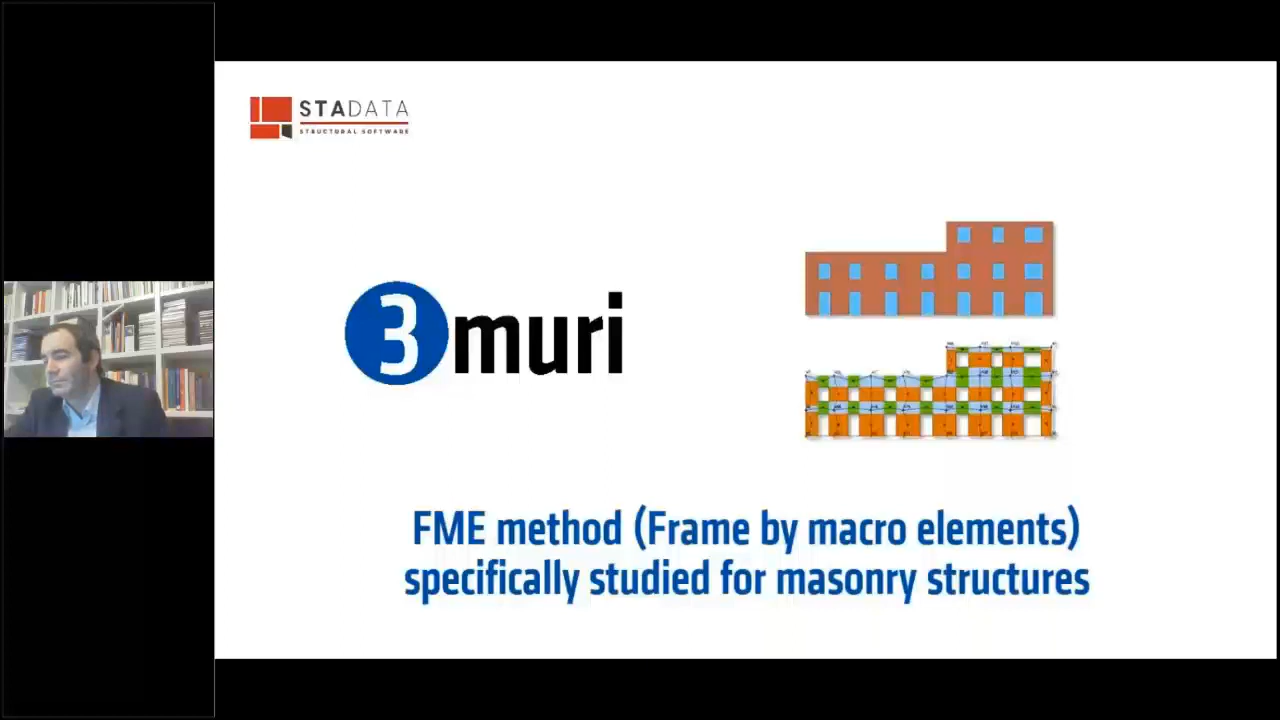 STADATA
STRUCTURAL SOFTWARE
3muri
FME method (Frame by macro elements)
specifically studied for masonry structures